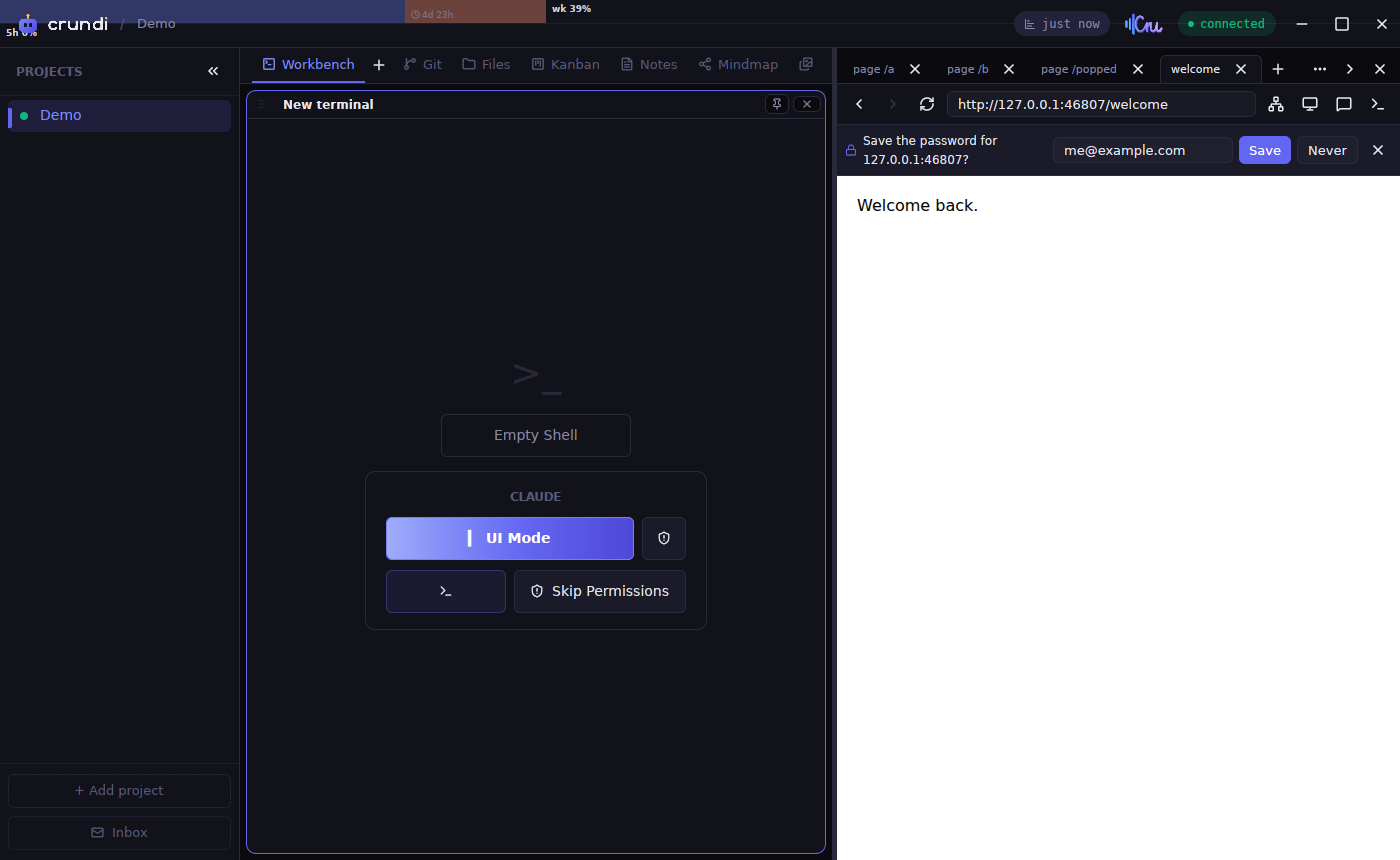 4d 23h
wk 39%
5h 6%
crundi / Demo
just now
Cru
connected
PROJECTS
Demo
+ Add project
Inbox
Workbench
Git
Files
Kanban
Notes
Mindmap
New terminal
>_
Empty Shell
CLAUDE
UI Mode
Skip Permissions
page /a
page /b
page /popped
welcome
http://127.0.0.1:46807/welcome
Save the password for
127.0.0.1:46807?
me@example.com
Save
Never
Welcome back.